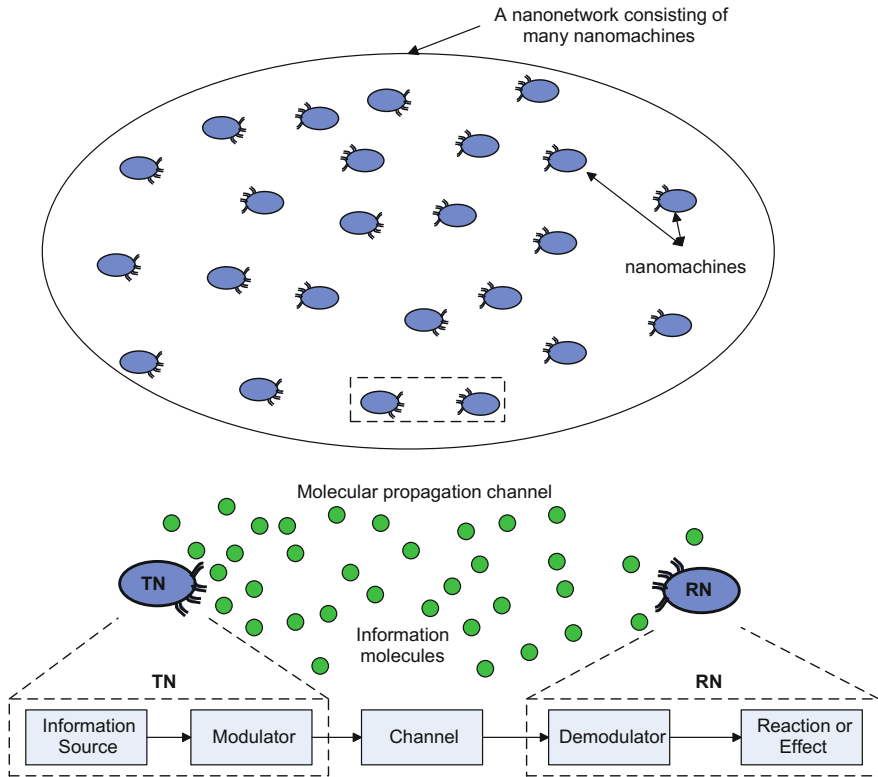 A nanonetwork consisting of
many nanomachines
nanomachines
Molecular propagation channel
TN
RN
Information
molecules
TN
RN
Information
Source
Modulator
Channel
Demodulator
Reaction or
Effect